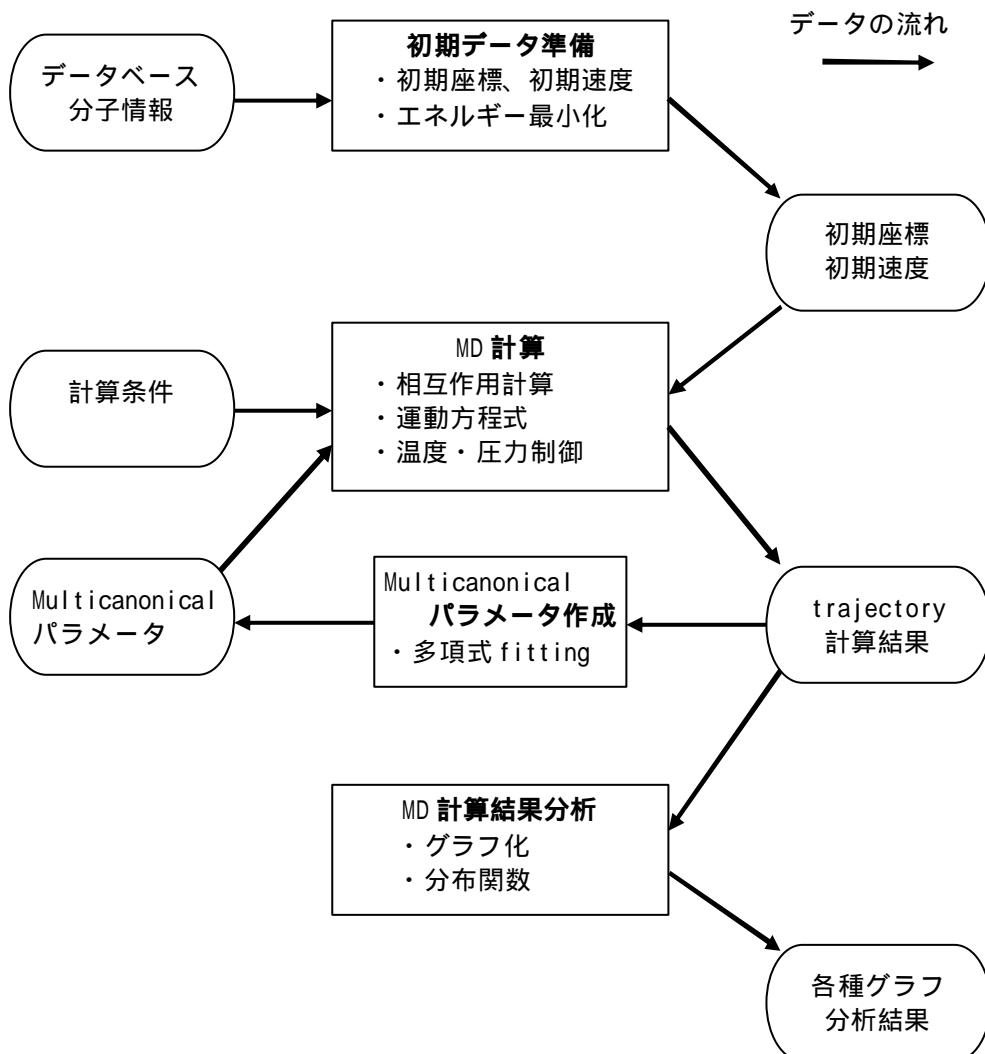 データの流れ
初期データ準備
・初期座標、初期速度
・エネルギー最小化
データベース
分子情報
初期座標
初期速度
MD 計算
・相互作用計算
・運動方程式
・温度・圧力制御
計算条件
Multicanonical
パラメータ作成
・多項式 fitting
Multicanonical
パラメータ
trajectory
計算結果
MD 計算結果分析
・グラフ化
・分布関数
各種グラフ
分析結果